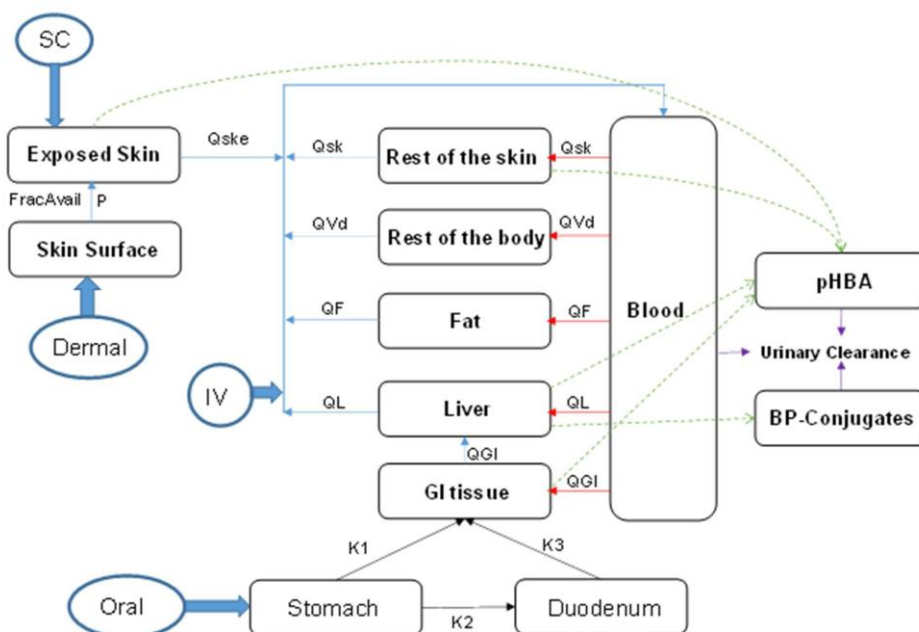 SC
Exposed Skin
Qske
FracAvail
P
Skin Surface
Dermal
IV
Qsk
Rest of the skin
Qsk
QVd
Rest of the body
QVd
QF
Fat
QF
QL
Liver
QL
QGI
GI tissue
QGI
Blood
pHBA
Urinary Clearance
BP-Conjugates
K1
K3
Oral
Stomach
K2
Duodenum